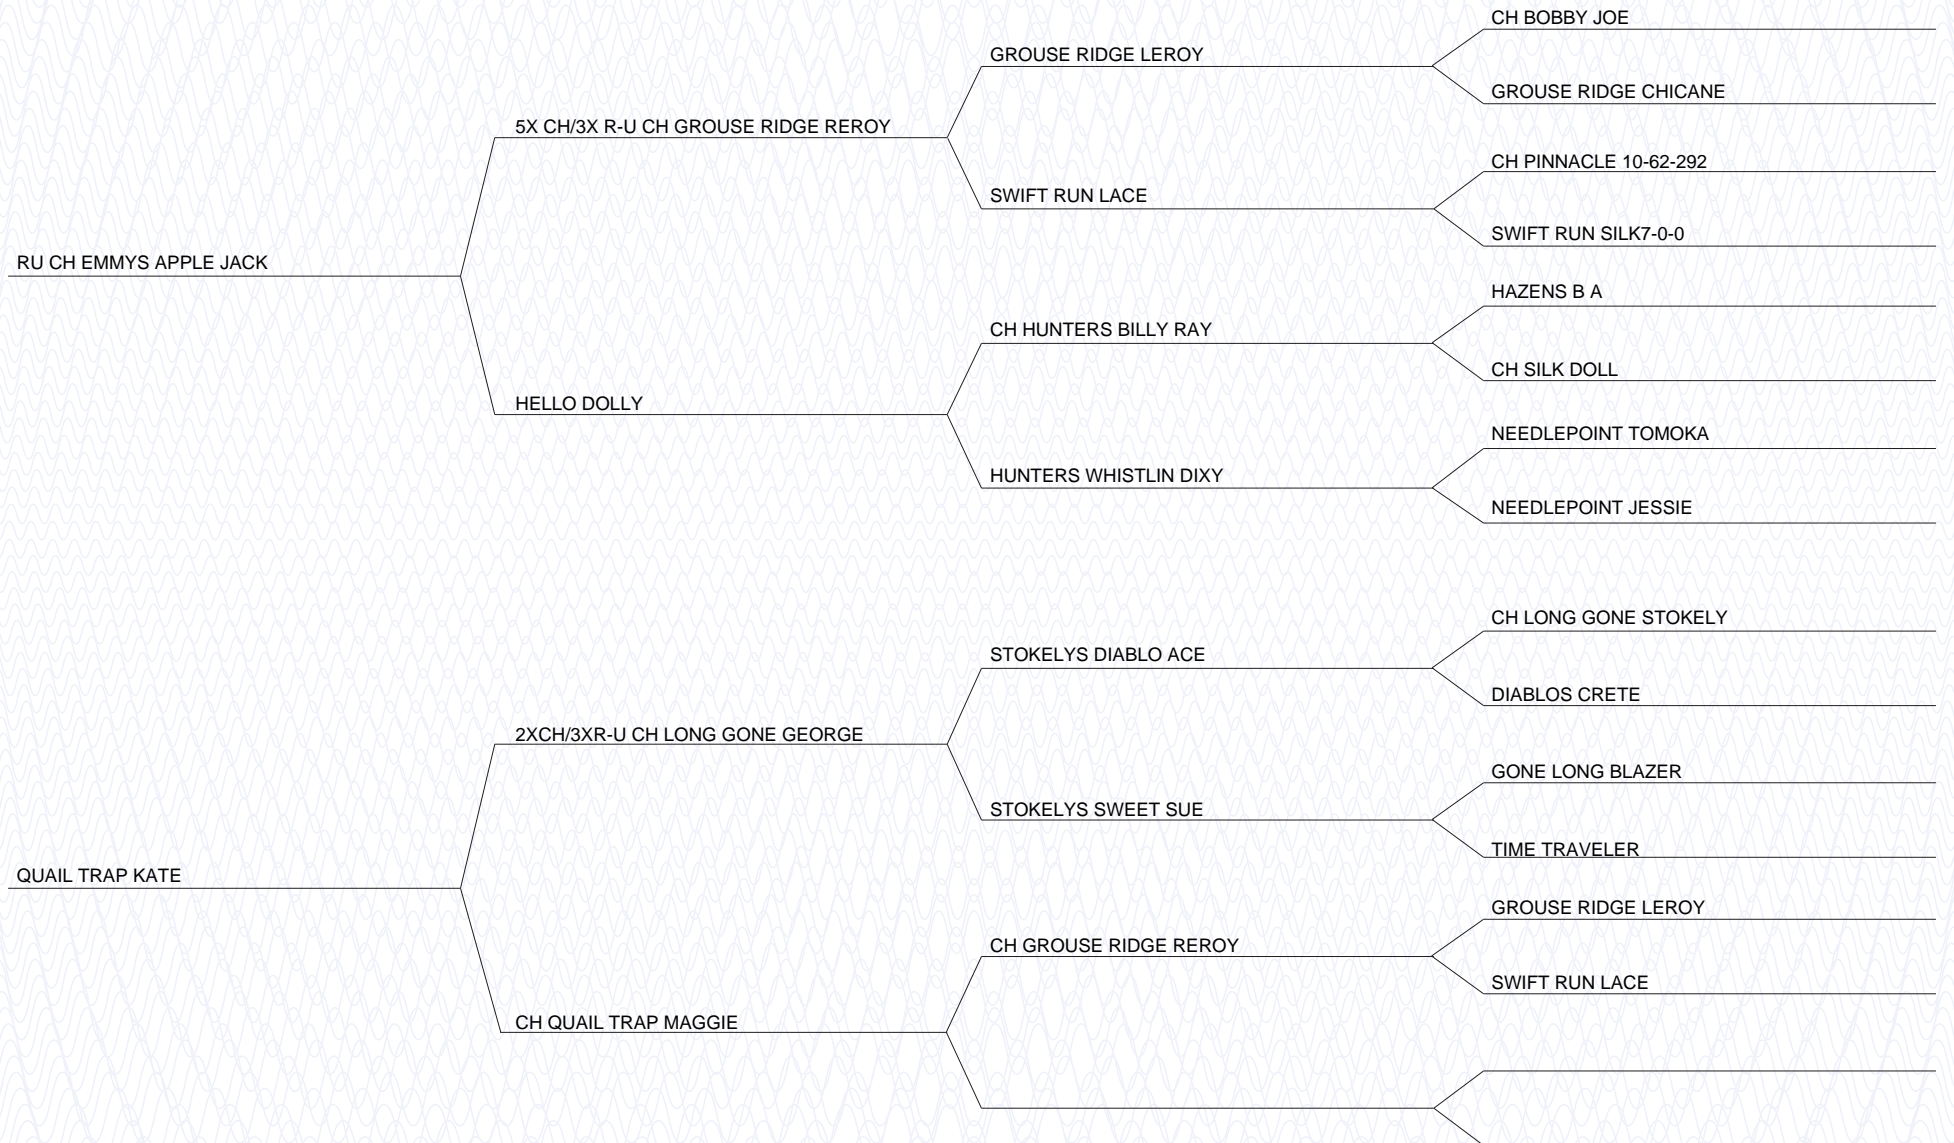 CH BOBBY JOE
GROUSE RIDGE LEROY
GROUSE RIDGE CHICANE
5X CH/3X R-U CH GROUSE RIDGE REROY
CH PINNACLE 10-62-292
SWIFT RUN LACE
SWIFT RUN SILK7-0-0
RU CH EMMYS APPLE JACK
HAZENS B A
CH HUNTERS BILLY RAY
CH SILK DOLL
HELLO DOLLY
NEEDLEPOINT TOMOKA
HUNTERS WHISTLIN DIXY
NEEDLEPOINT JESSIE
CH LONG GONE STOKELY
STOKELYS DIABLO ACE
DIABLOS CRETE
2XCH/3XR-U CH LONG GONE GEORGE
GONE LONG BLAZER
STOKELYS SWEET SUE
TIME TRAVELER
QUAIL TRAP KATE
GROUSE RIDGE LEROY
CH GROUSE RIDGE REROY
SWIFT RUN LACE
CH QUAIL TRAP MAGGIE